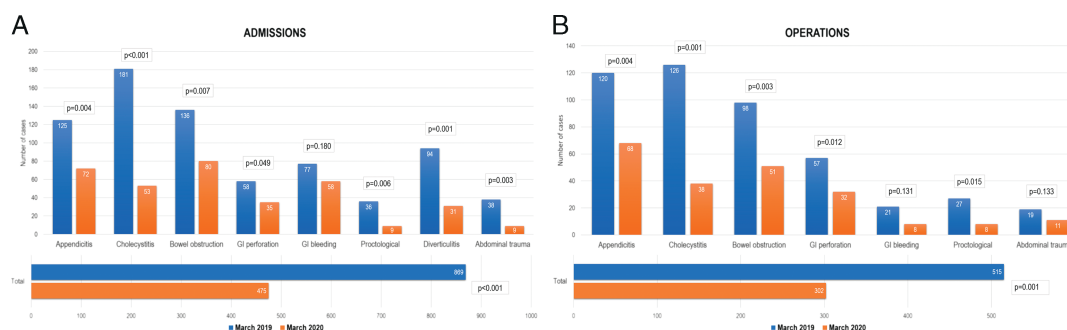 A
ADMISSIONS
Number of cases
200
180
160
140
120
100
80
60
40
20
0
p=0.004
p<0.001
p=0.007
p=0.049
p=0.180
p=0.006
p=0.001
p=0.003
125
72
181
53
136
80
58
35
77
58
36
9
94
31
38
9
Appendicitis
Cholecystitis
Bowel obstruction
GI perforation
GI bleeding
Proctological
Diverticulitis
Abdominal trauma
Total
869
475
p<0.001
0
100
200
300
400
500
600
700
800
900
1000
March 2019
March 2020
B
OPERATIONS
Number of cases
140
120
100
80
60
40
20
0
p=0.004
p=0.001
p=0.003
p=0.012
p=0.131
p=0.015
p=0.133
120
68
126
38
98
51
57
32
21
8
27
8
19
11
Appendicitis
Cholecystitis
Bowel obstruction
GI perforation
GI bleeding
Proctological
Abdominal trauma
Total
515
302
p=0.001
0
100
200
300
400
500
March 2019
March 2020